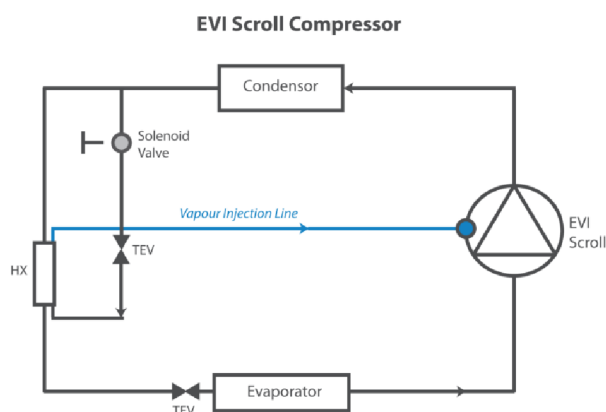 EVI Scroll Compressor
Condensor
Solenoid
Valve
Vapour Injection Line
EVI
Scroll
TEV
HX
Evaporator
TEV